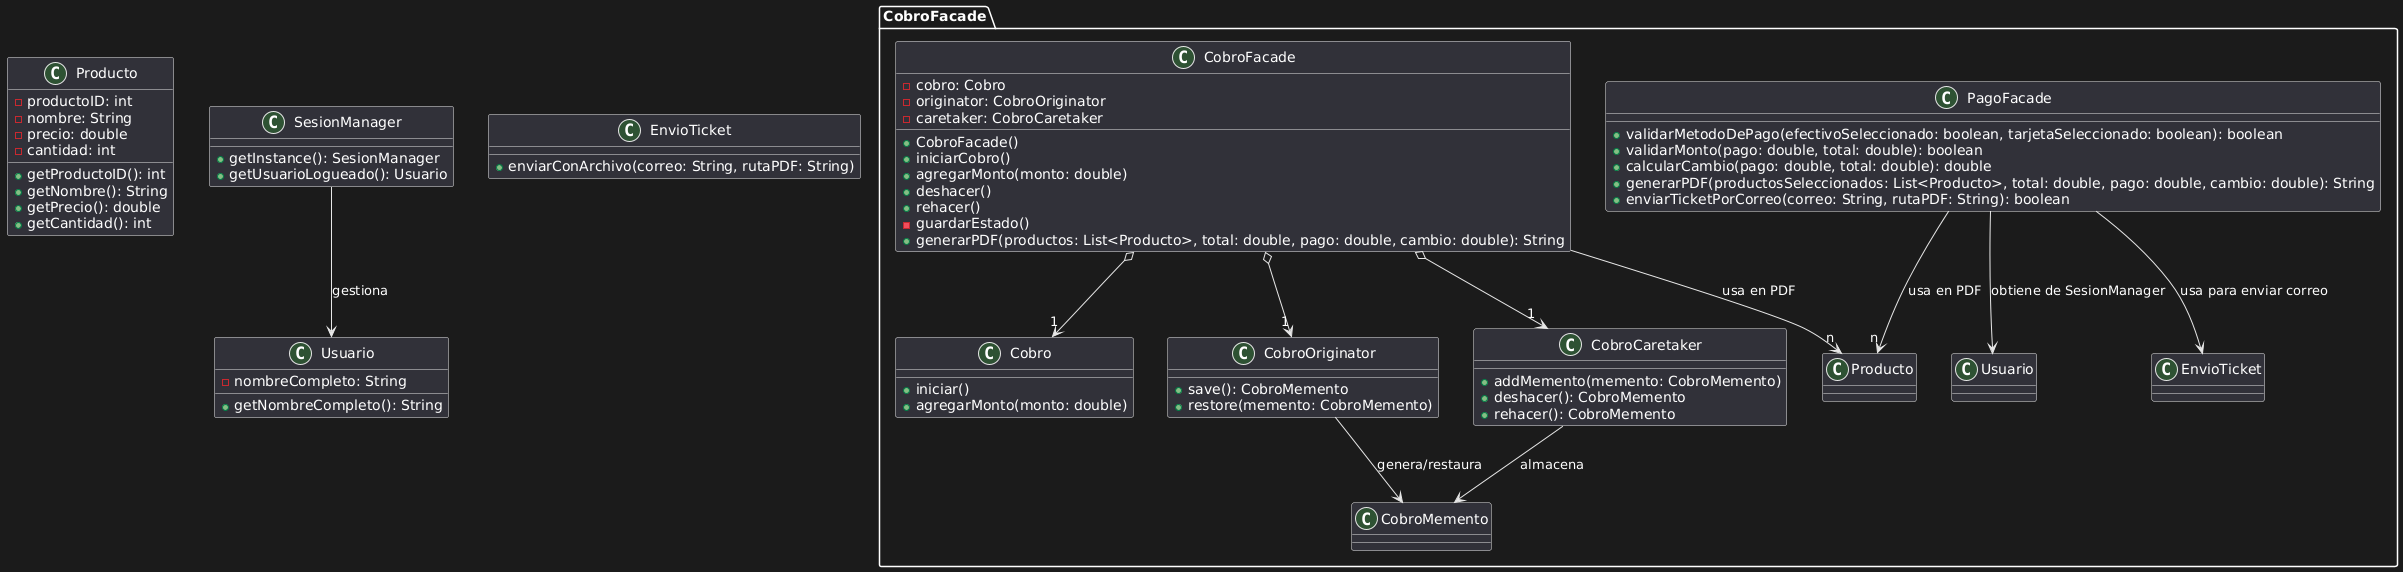 Producto
productoID: int
nombre: String
precio: double
cantidad: int
getProductoID(): int
getNombre(): String
getPrecio(): double
getCantidad(): int
C SesionManager
getInstance(): SesionManager
getUsuarioLogueado(): Usuario
gestiona
C Usuario
nombreCompleto: String
getNombreCompleto(): String
C EnvioTicket
enviarConArchivo(correo: String, rutaPDF: String)
CobroFacade
C CobroFacade
cobro: Cobro
originator: CobroOriginator
caretaker: CobroCaretaker
CobroFacade()
iniciarCobro()
agregarMonto(monto: double)
deshacer()
rehacer()
guardarEstado()
generarPDF(productos: List<Producto>, total: double, pago: double, cambio: double): String
C PagoFacade
validarMetodoDePago(efectivoSeleccionado: boolean, tarjetaSeleccionado: boolean): boolean
validarMonto(pago: double, total: double): boolean
calcularCambio(pago: double, total: double): double
generarPDF(productosSeleccionados: List<Producto>, total: double, pago: double, cambio: double): String
enviarTicketPorCorreo(correo: String, rutaPDF: String): boolean
usa en PDF
usa en PDF
obtiene de SesionManager
usa para enviar correo
1
1
1
n
n
C Cobro
iniciar()
agregarMonto(monto: double)
C CobroOriginator
save(): CobroMemento
restore(memento: CobroMemento)
C CobroCaretaker
addMemento(memento: CobroMemento)
deshacer(): CobroMemento
rehacer(): CobroMemento
C Producto
C Usuario
C EnvioTicket
genera/restaura
almacena
C CobroMemento